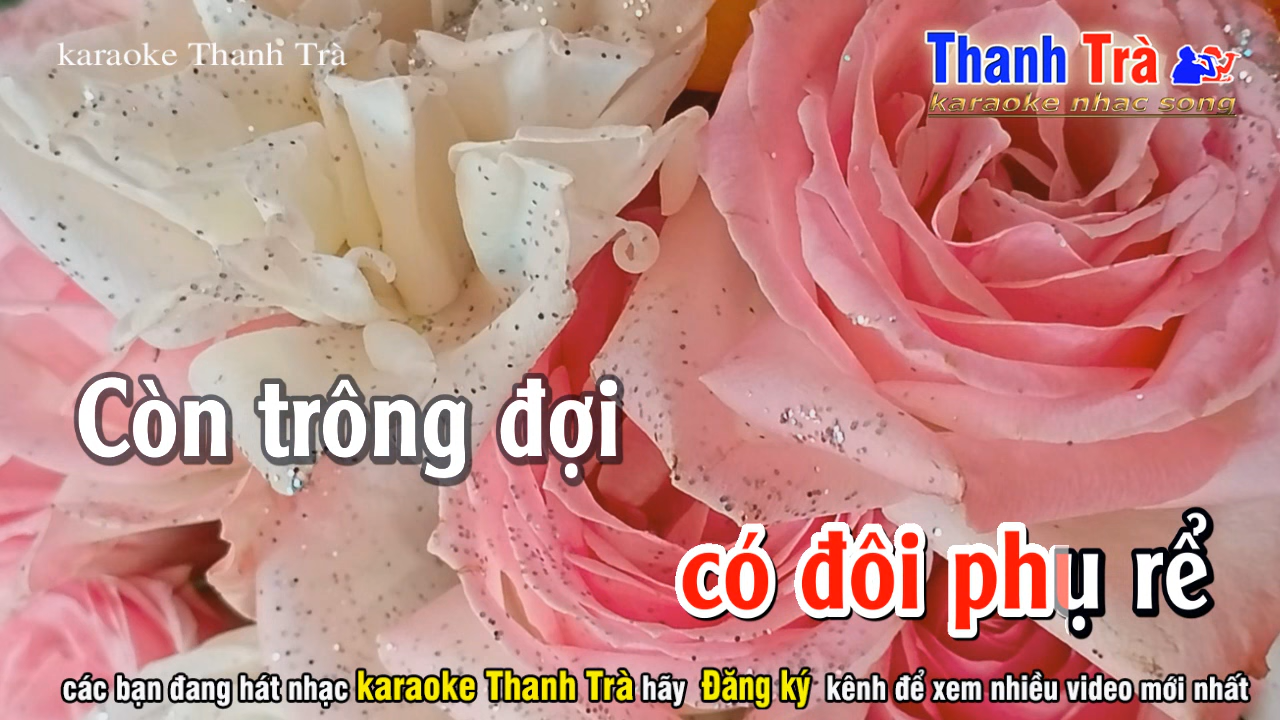 karaoke Thanh Trà
Thanh Trà
karaoke nhac song
Còn trông đợi
có đôi phụ rể
các bạn đang hát nhạc karaoke Thanh Trà hãy Đăng ký kênh để xem nhiều video mới nhất